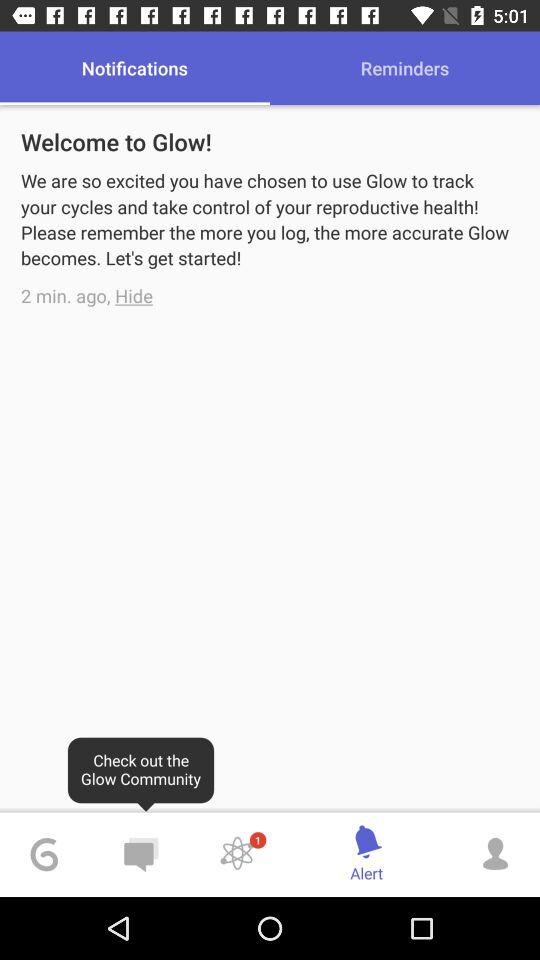 5:01
Notifications
Reminders
Welcome to Glow!
We are so excited you have chosen to use Glow to track
your cycles and take control of your reproductive health!
Please remember the more you log, the more accurate Glow
becomes. Let's get started!
2 min. ago, Hide
Check out the
Glow Community
1
Alert